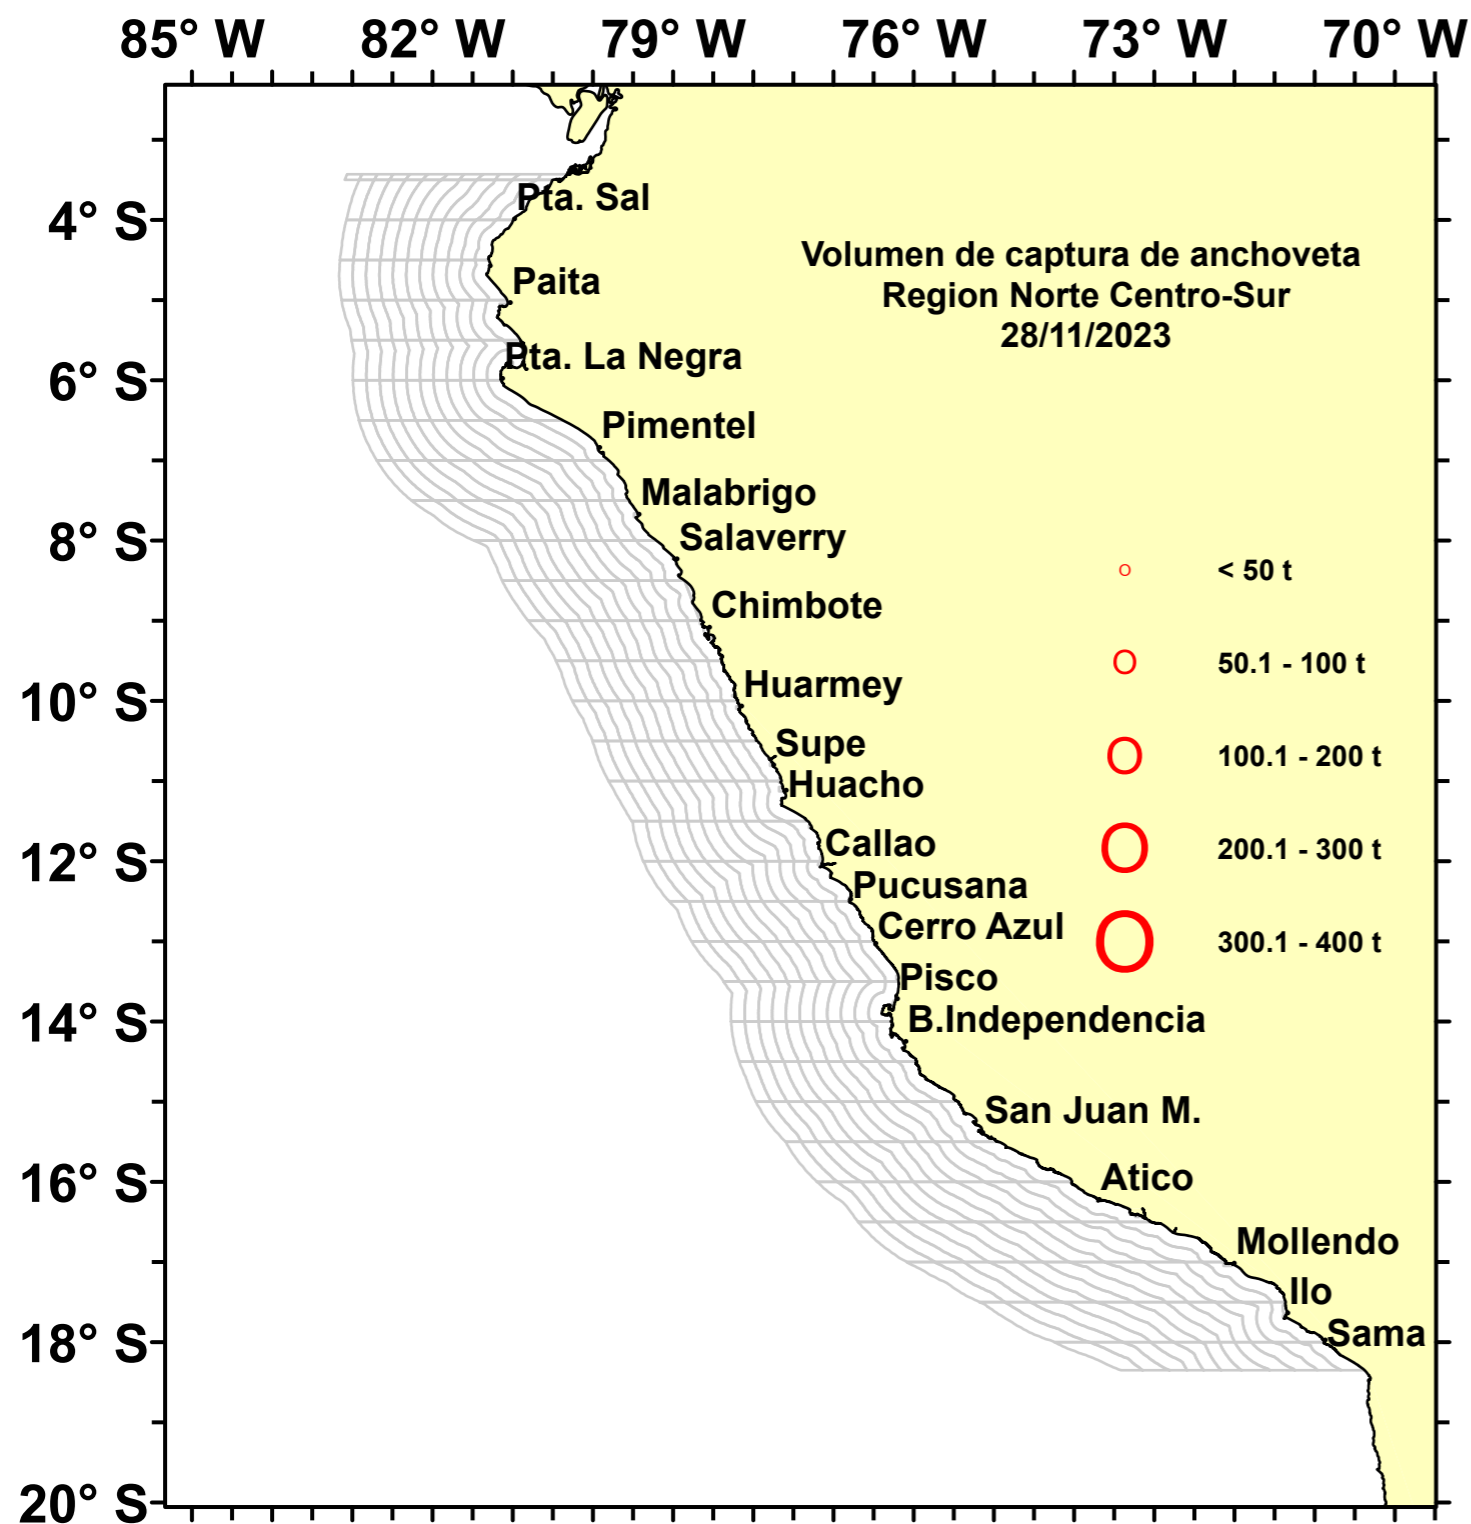 85° W 82° W 79° W 76° W 73° W 70° W
Pta. Sal
4° S
Volumen de captura de anchoveta
Region Norte Centro-Sur
28/11/2023
Paita
Pta. La Negra
6° S
Pimentel
Malabrigo
Salaverry
8° S
< 50 t
Chimbote
50.1 - 100 t
Huarmey
10° S
Supe
100.1 - 200 t
Huacho
Callao
200.1 - 300 t
12° S
Pucusana
Cerro Azul
300.1 - 400 t
Pisco
B.Independencia
14° S
San Juan M.
Atico
16° S
Mollendo
Ilo
Sama
18° S
20° S